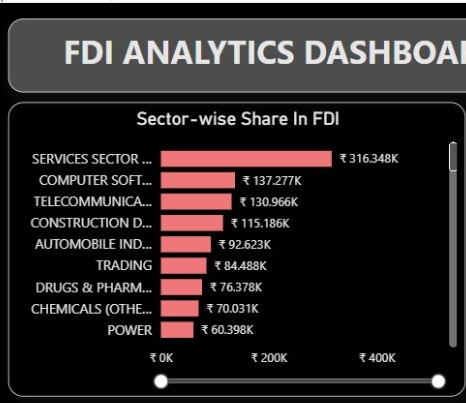 FDI ANALYTICS DASHBOA
Sector-wise Share In FDI
SERVICES SECTOR ... ₹ 316.348K
COMPUTER SOFT... ₹ 137.277K
TELECOMMUNICA... ₹ 130.966K
CONSTRUCTION D... ₹ 115.186K
AUTOMOBILE IND... ₹ 92.623K
TRADING ₹ 84.488K
DRUGS & PHARM... ₹ 76.378K
CHEMICALS (OTHE... ₹ 70.031K
POWER ₹ 60.398K
₹ 0K ₹ 200K ₹ 400K